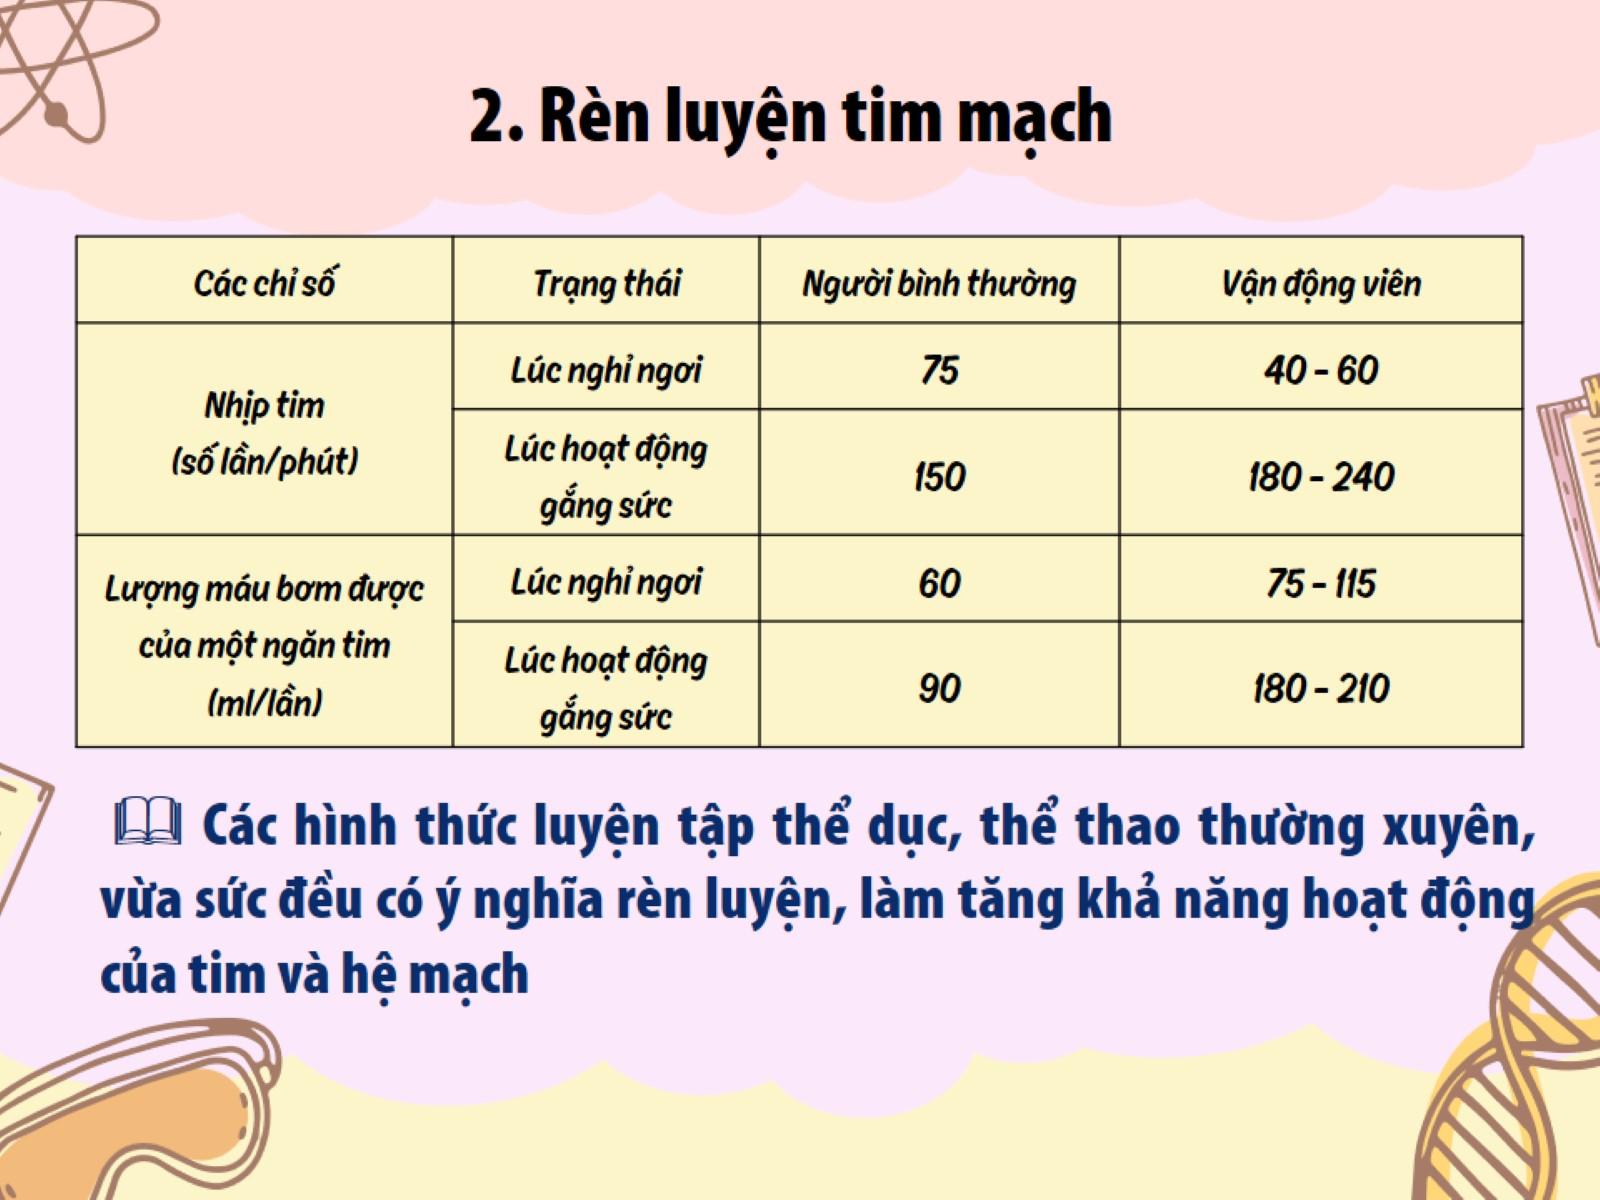 2. Rèn luyện tim mạch
Các chỉ số
Trạng thái
Người bình thường
Vận động viên
Nhịp tim
(số lần/phút)
Lúc nghỉ ngơi
75
40 - 60
Lúc hoạt động
gắng sức
150
180 - 240
Lượng máu bơm được
của một ngăn tim
(ml/lần)
Lúc nghỉ ngơi
60
75 - 115
Lúc hoạt động
gắng sức
90
180 - 210
Các hình thức luyện tập thể dục, thể thao thường xuyên,
vừa sức đều có ý nghĩa rèn luyện, làm tăng khả năng hoạt động
của tim và hệ mạch